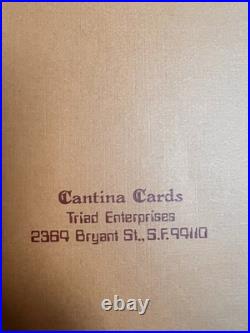 Cantina Cards
Triad Enterprises
2369 Bryant St., S.F. 94110